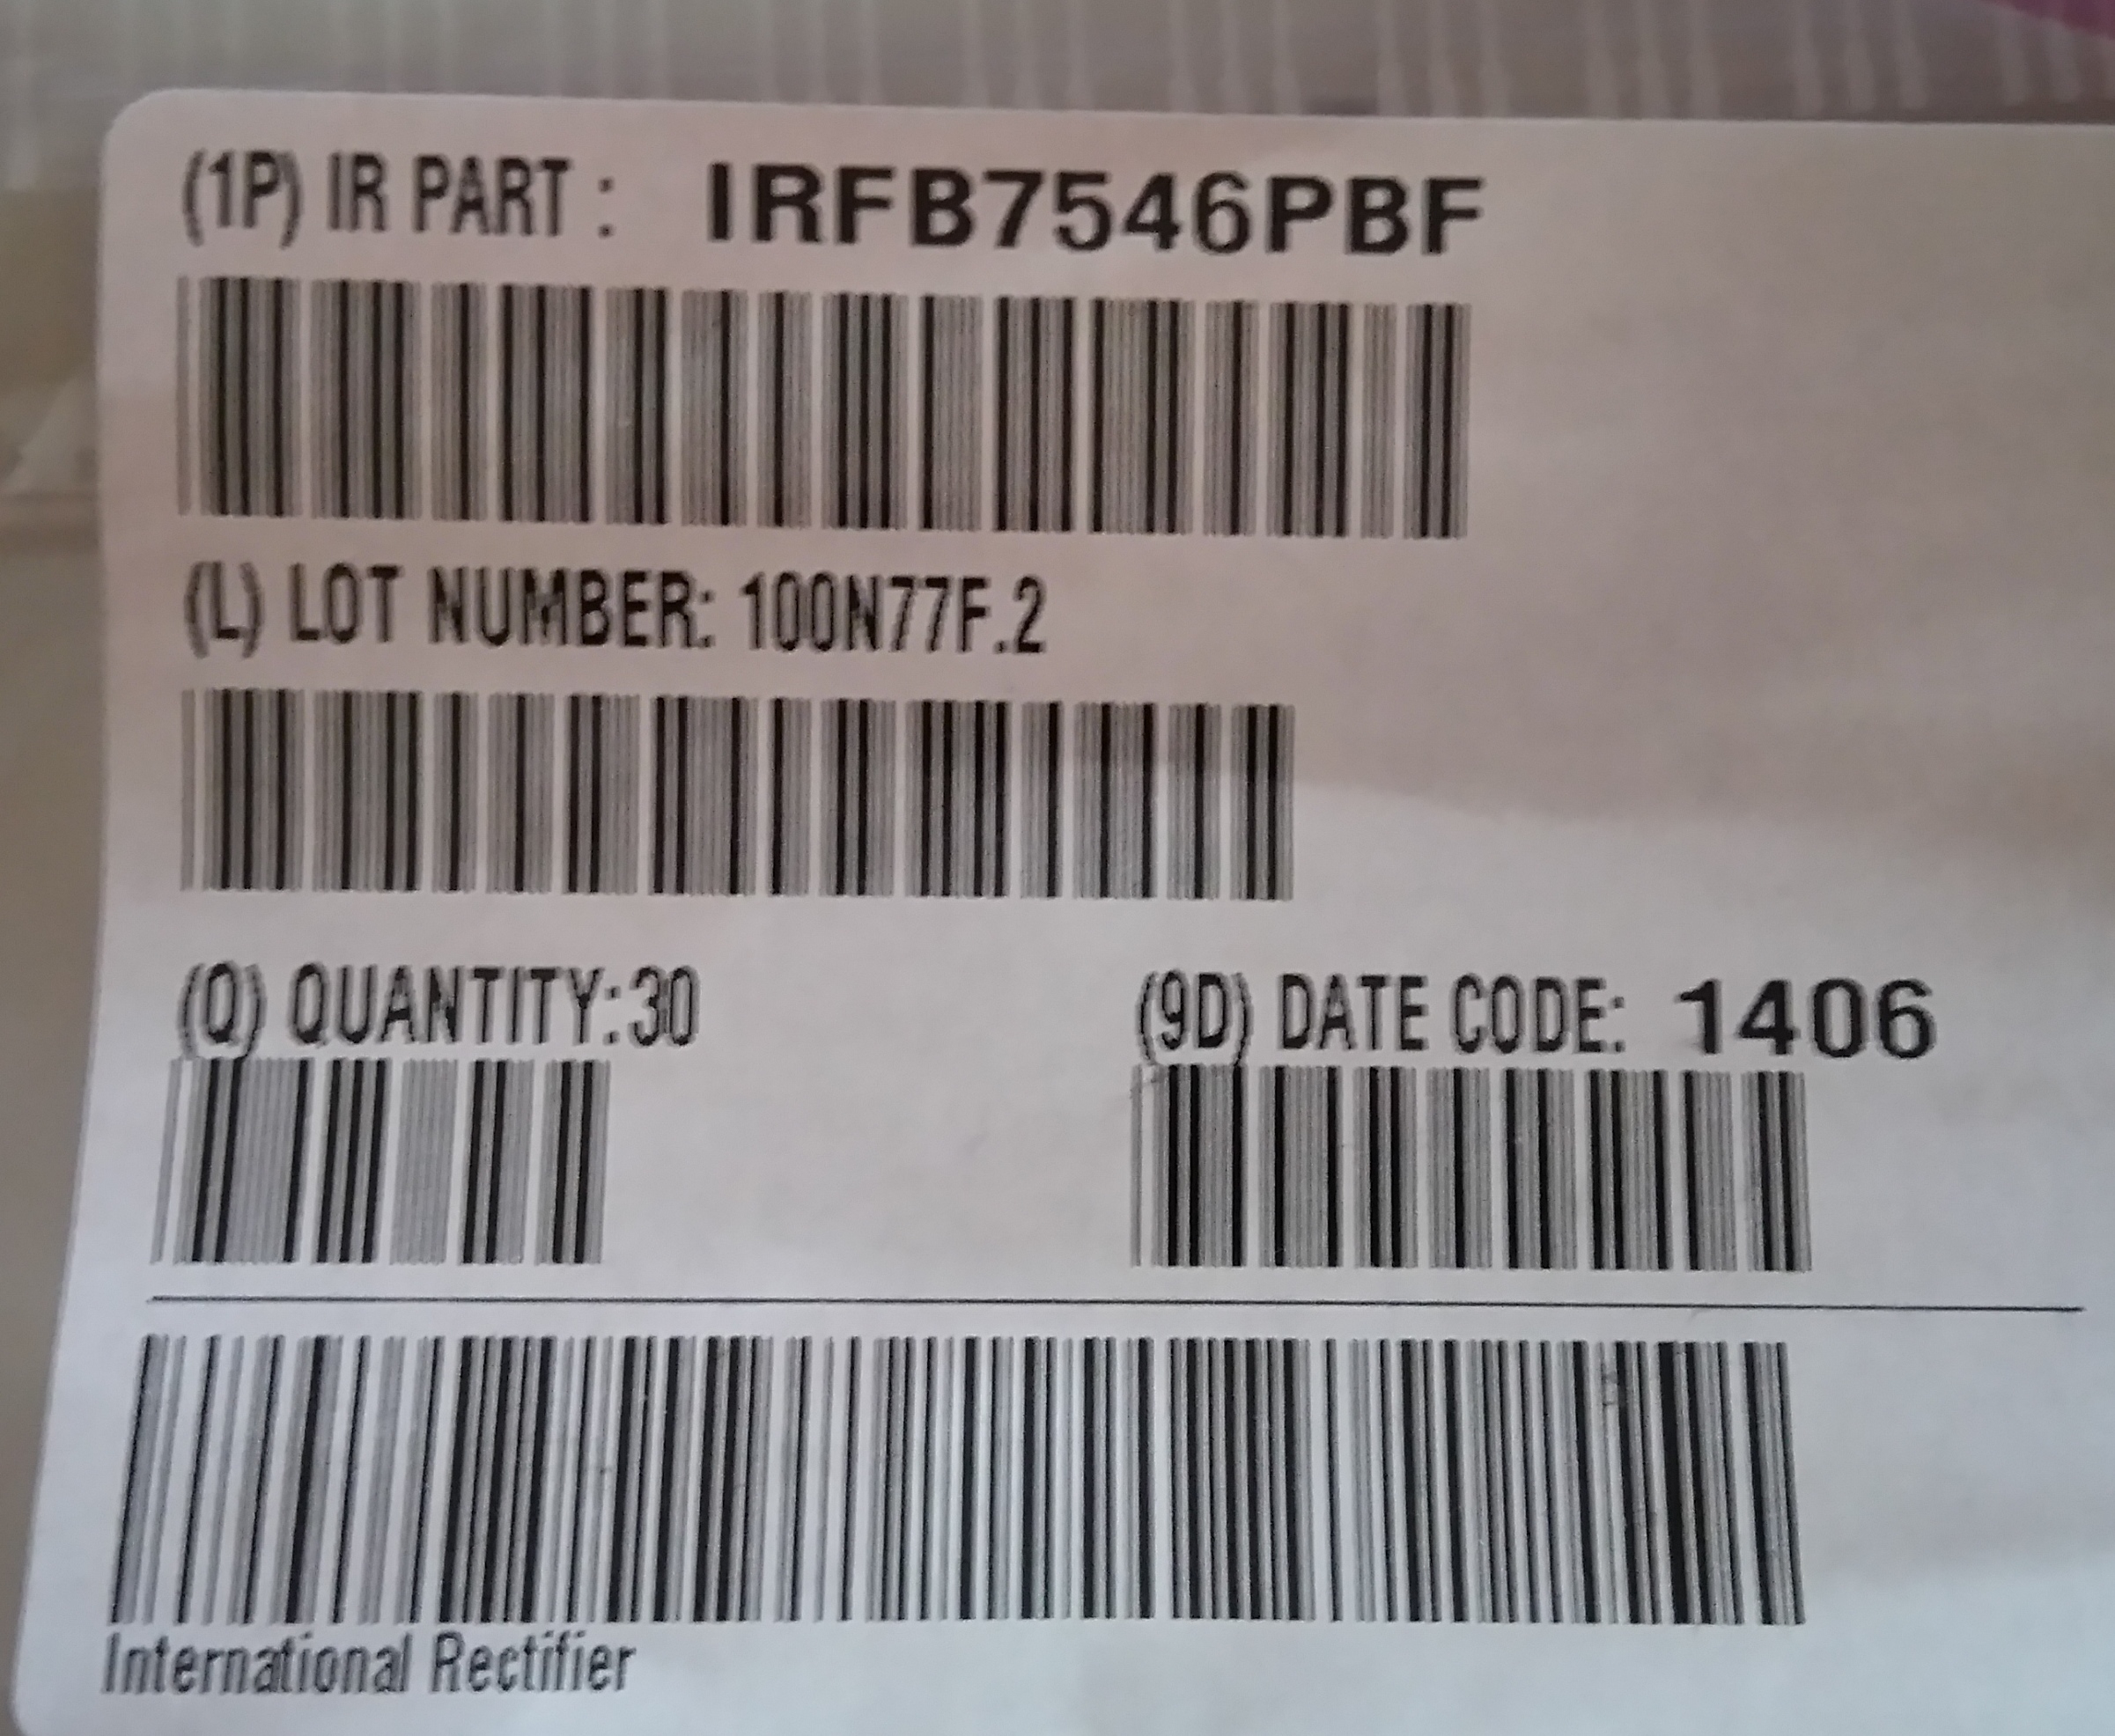 (1P) IR PART : IRFB7546PBF
(L) LOT NUMBER: 100N77F.2
(Q) QUANTITY:30
(9D) DATE CODE: 1406
International Rectifier